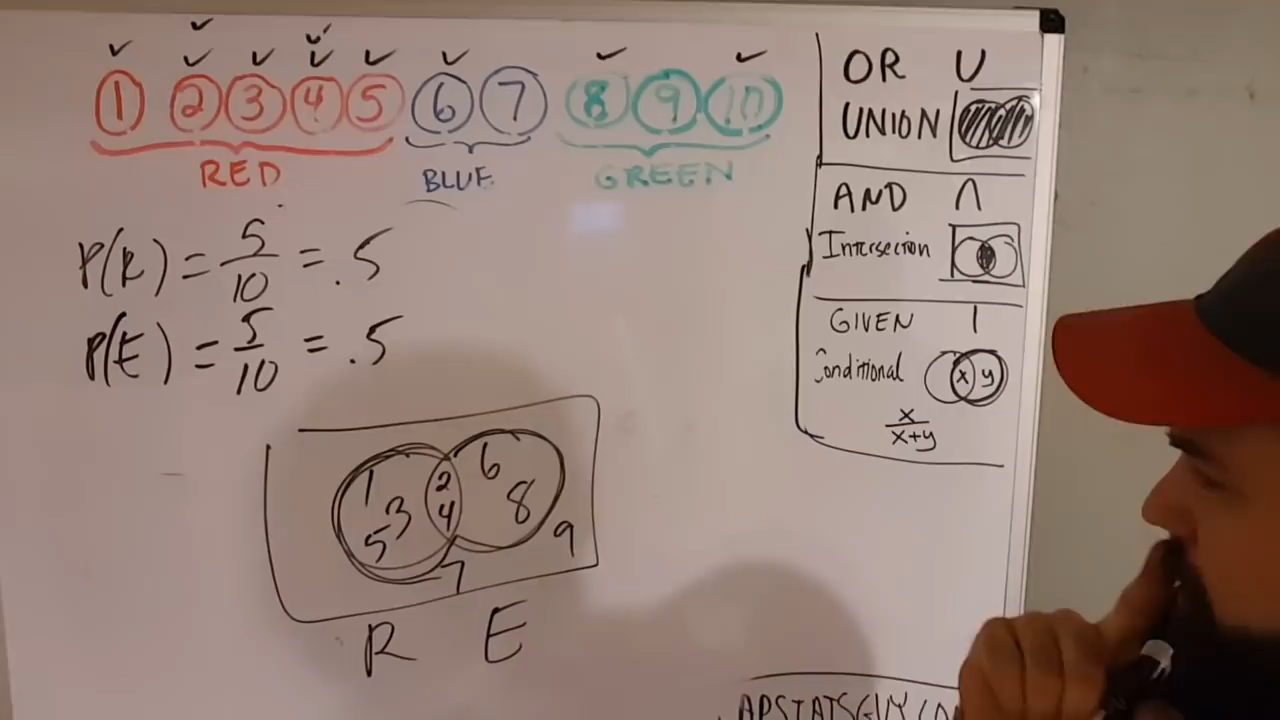 1 2 3 4 5 6 7 8 9 10
RED BLUE GREEN
P(R) = 5/10 = .5
P(E) = 5/10 = .5
1 3 5 2 4 6 8
7 9
R E
OR ∪
UNION
AND ∩
Intersection
GIVEN |
Conditional x y
x/x+y